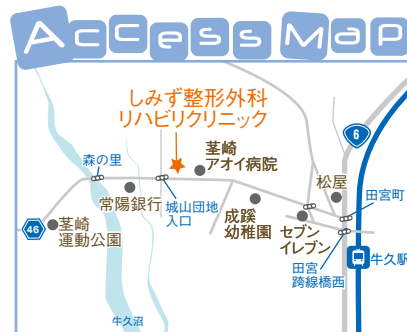 Access Map
しみず整形外科
リハビリクリニック
6
茎崎
アオイ病院
森の里
松屋
田宮町
常陽銀行
城山団地
入口
成蹊
幼稚園
セブン
イレブン
46
茎崎
運動公園
田宮
跨線橋西
牛久駅
牛久沼